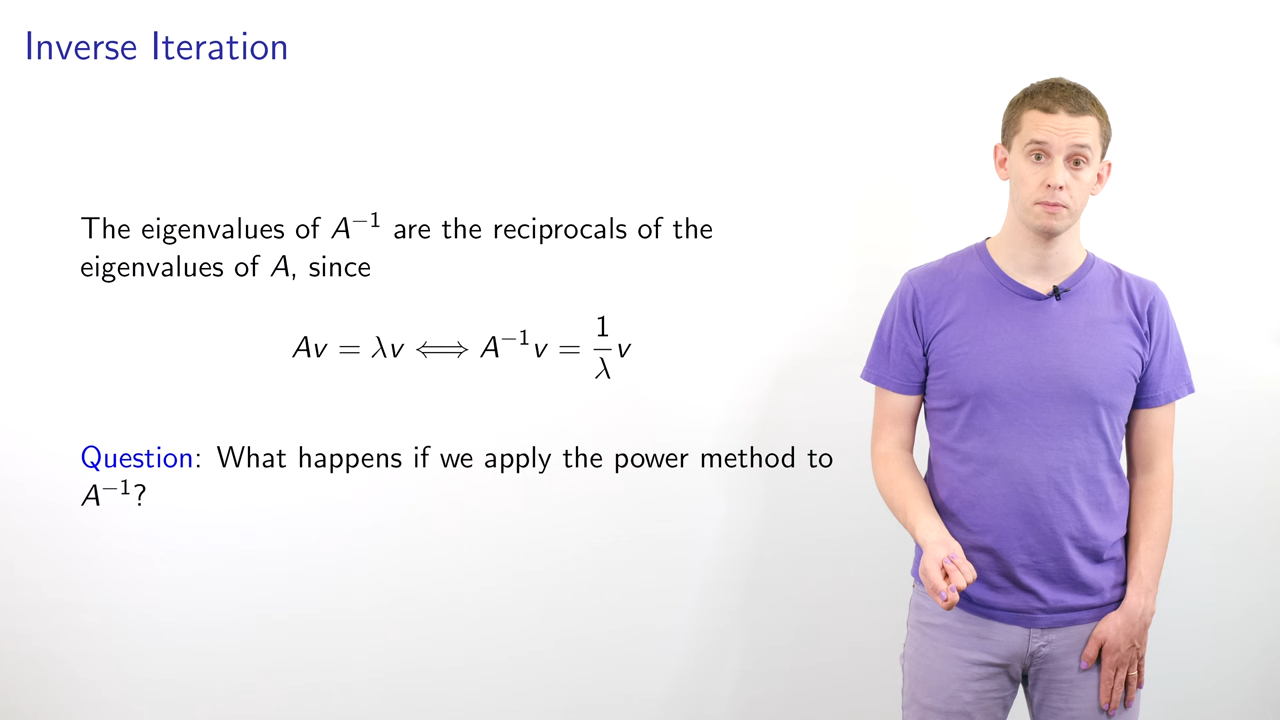 Inverse Iteration
The eigenvalues of A⁻¹ are the reciprocals of the
eigenvalues of A, since
Av = λv ⟺ A⁻¹v = 1/λ v
Question: What happens if we apply the power method to
A⁻¹?